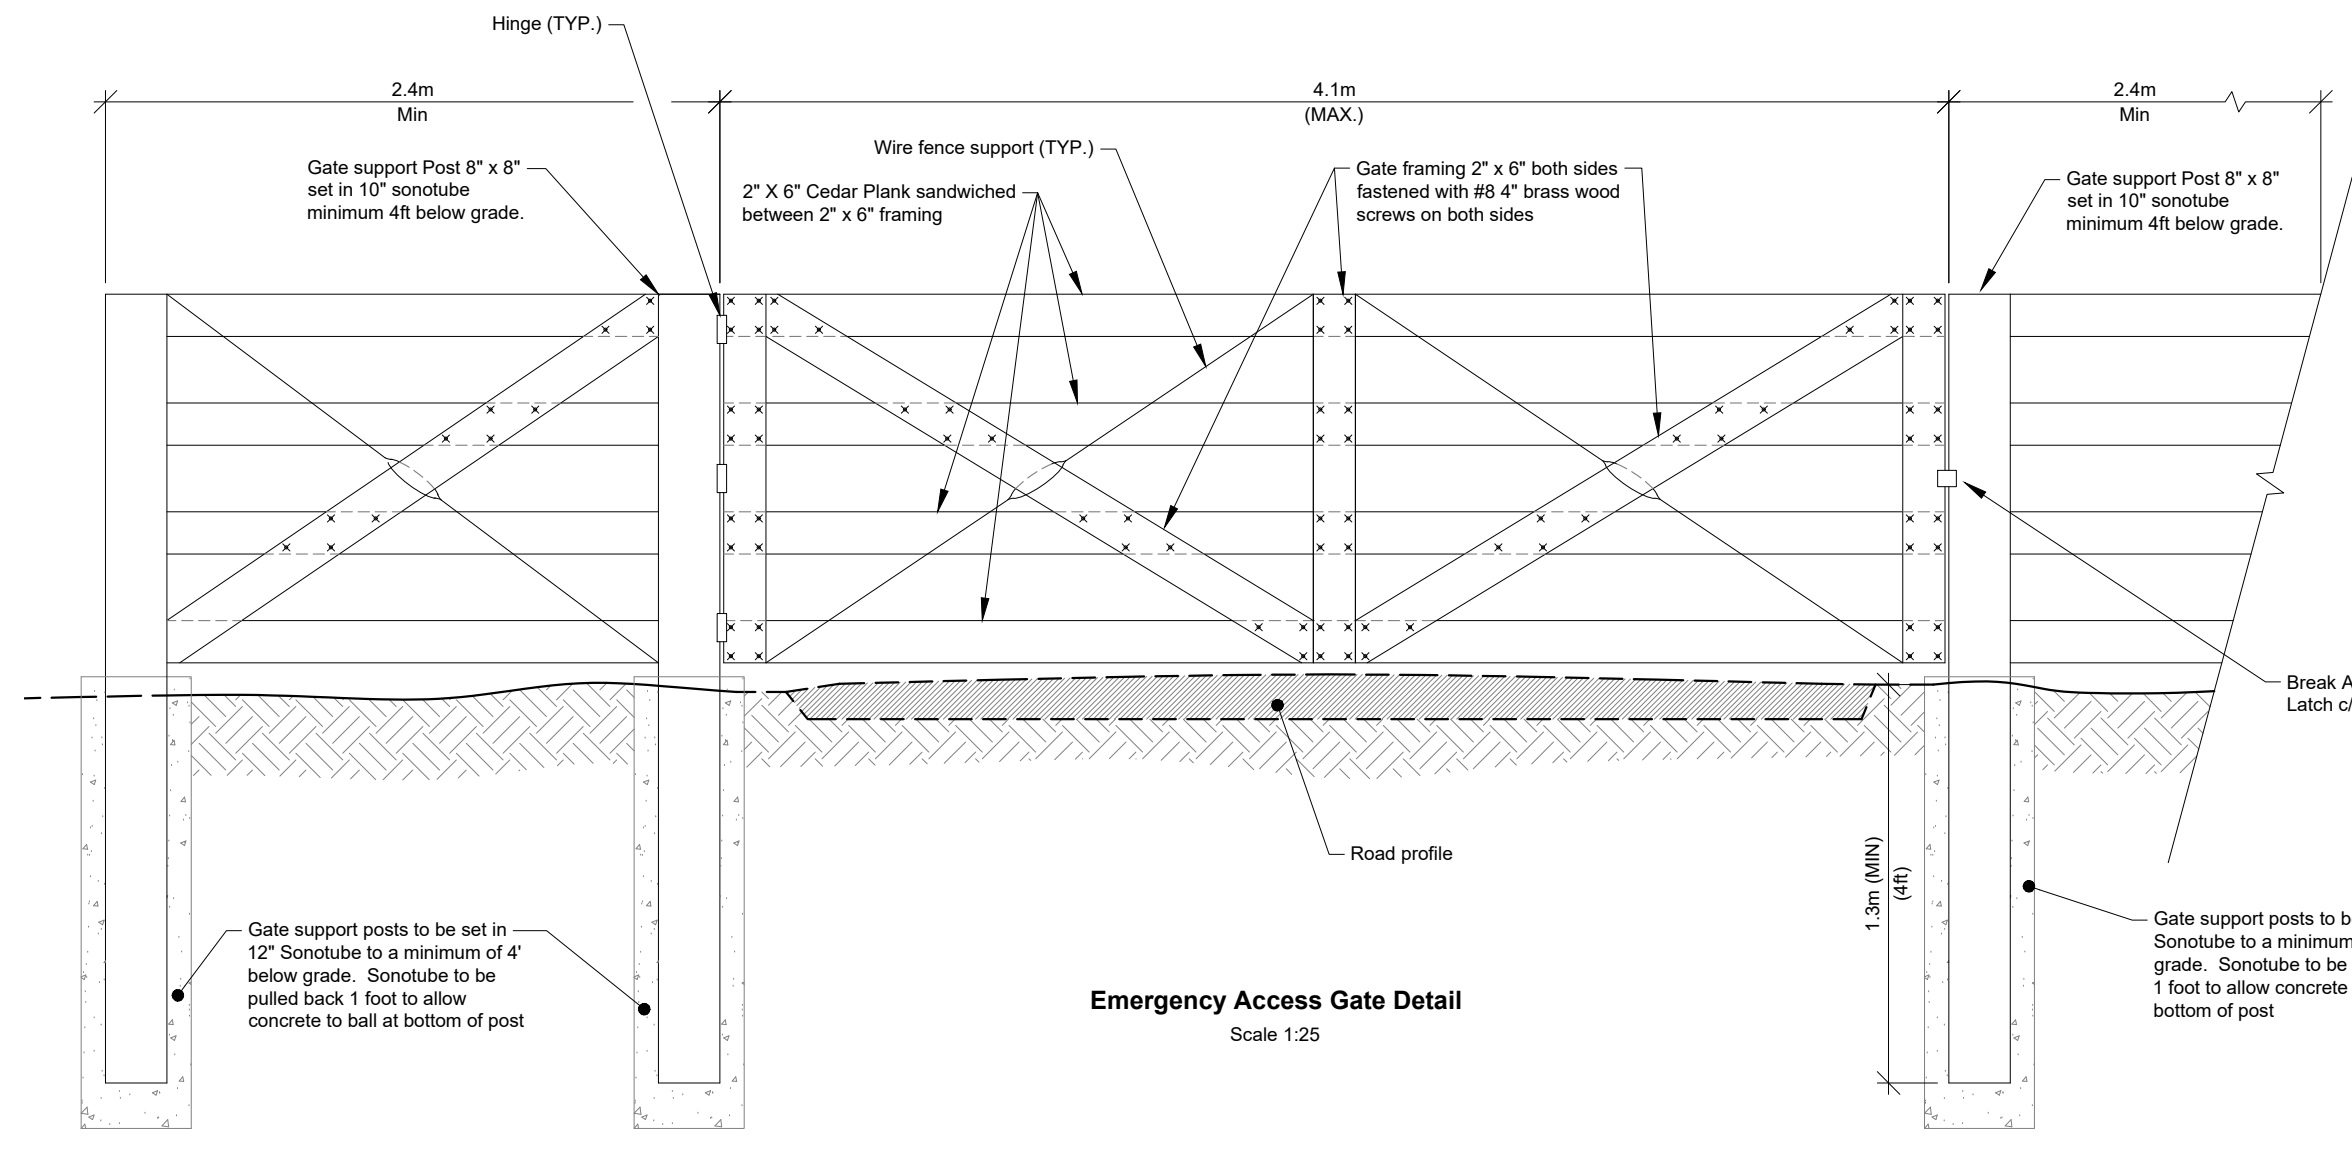 Hinge (TYP.)
2.4m
Min
4.1m
(MAX.)
2.4m
Min
Wire fence support (TYP.)
Gate support Post 8" x 8"
set in 10" sonotube
minimum 4ft below grade.
2" X 6" Cedar Plank sandwiched
between 2" x 6" framing
Gate framing 2" x 6" both sides
fastened with #8 4" brass wood
screws on both sides
Gate support Post 8" x 8"
set in 10" sonotube
minimum 4ft below grade.
Break A
Latch c/
Road profile
1.3m (MIN)
(4ft)
Gate support posts to be set in
12" Sonotube to a minimum of 4'
below grade. Sonotube to be
pulled back 1 foot to allow
concrete to ball at bottom of post
Gate support posts to b
Sonotube to a minimum
grade. Sonotube to be
1 foot to allow concrete
bottom of post
Emergency Access Gate Detail
Scale 1:25